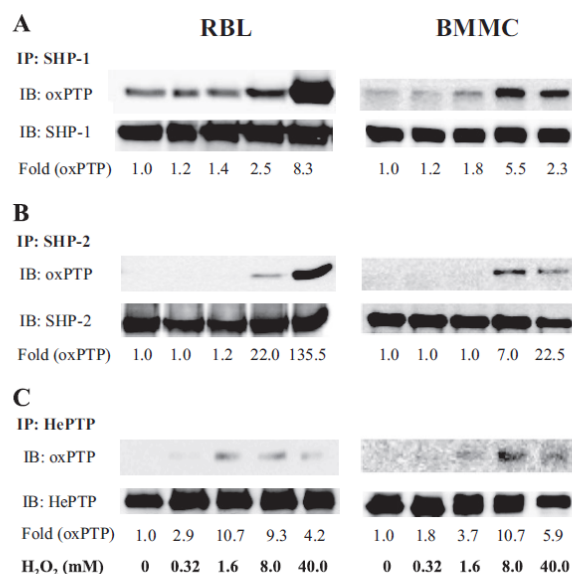 A
RBL BMMC
IP: SHP-1
IB: oxPTP
IB: SHP-1
Fold (oxPTP) 1.0 1.2 1.4 2.5 8.3 1.0 1.2 1.8 5.5 2.3
B
IP: SHP-2
IB: oxPTP
IB: SHP-2
Fold (oxPTP) 1.0 1.0 1.2 22.0 135.5 1.0 1.0 1.0 7.0 22.5
C
IP: HePTP
IB: oxPTP
IB: HePTP
Fold (oxPTP) 1.0 2.9 10.7 9.3 4.2 1.0 1.8 3.7 10.7 5.9
H₂O₂ (mM) 0 0.32 1.6 8.0 40.0 0 0.32 1.6 8.0 40.0